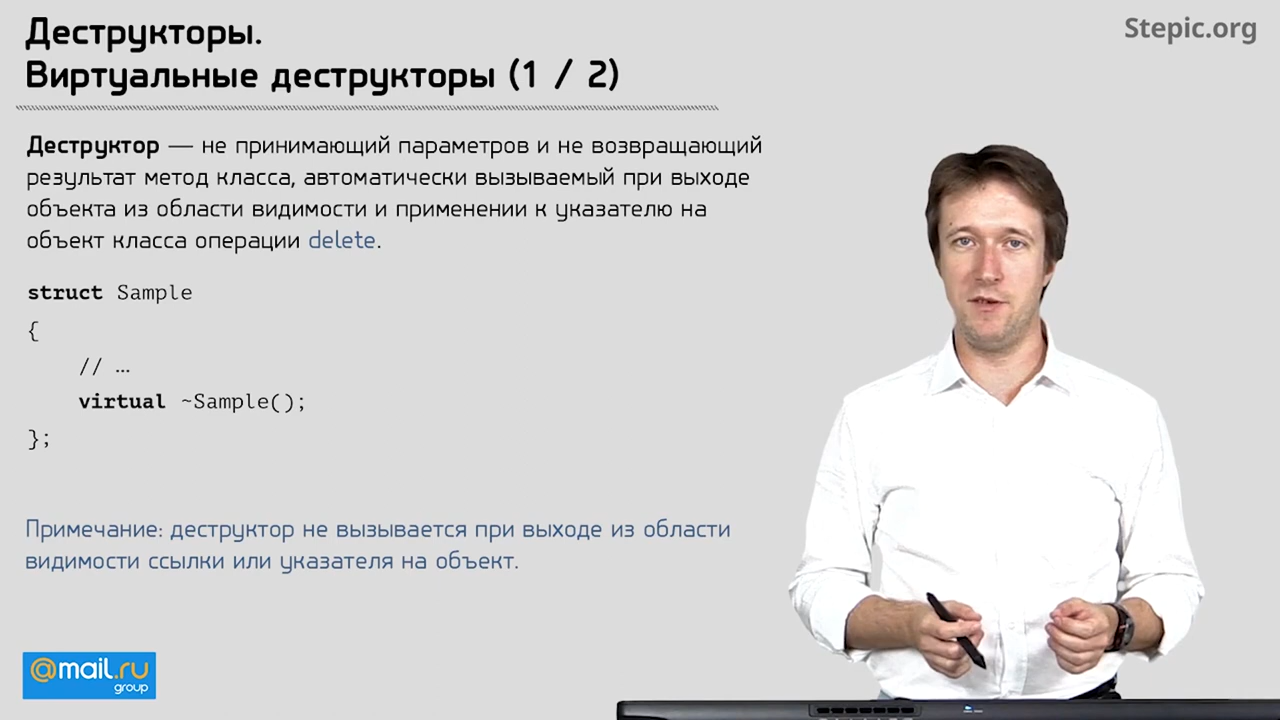 Деструкторы.
Виртуальные деструкторы (1 / 2)
Stepic.org
Деструктор — не принимающий параметров и не возвращающий
результат метод класса, автоматически вызываемый при выходе
объекта из области видимости и применении к указателю на
объект класса операции delete.
struct Sample
{
// …
virtual ~Sample();
};
Примечание: деструктор не вызывается при выходе из области
видимости ссылки или указателя на объект.
@mail.ru
group